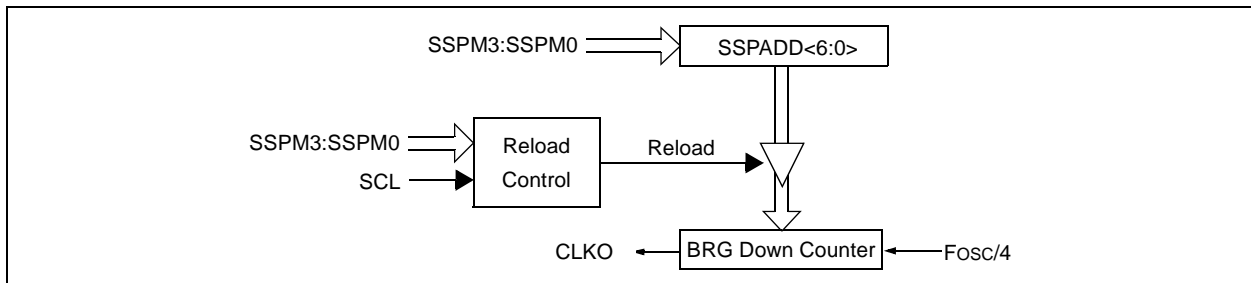 SSPM3:SSPM0
SSPADD<6:0>
SSPM3:SSPM0
SCL
Reload
Control
Reload
CLKO
BRG Down Counter
FOSC/4